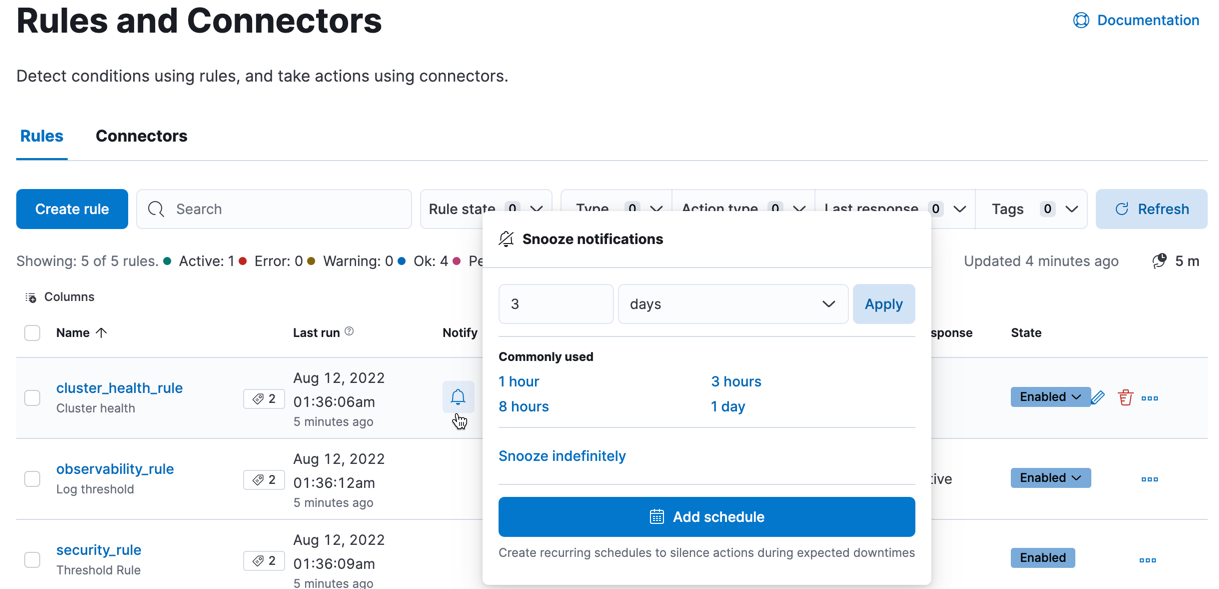 Rules and Connectors
Documentation
Detect conditions using rules, and take actions using connectors.
Rules Connectors
Create rule Search Rule state 0 Type 0 Action type 0 Last response 0 Tags 0 Refresh
Snooze notifications
Showing: 5 of 5 rules. Active: 1 Error: 0 Warning: 0 Ok: 4 Pe Updated 4 minutes ago 5 m
Columns
3 days Apply
Name Last run Notify sponse State
Commonly used
1 hour 3 hours
8 hours 1 day
cluster_health_rule
Cluster health
2
Aug 12, 2022
01:36:06am
5 minutes ago
Enabled
Snooze indefinitely
observability_rule
Log threshold
2
Aug 12, 2022
01:36:12am
5 minutes ago
tive
Enabled
Add schedule
Create recurring schedules to silence actions during expected downtimes
security_rule
Threshold Rule
2
Aug 12, 2022
01:36:09am
5 minutes ago
Enabled